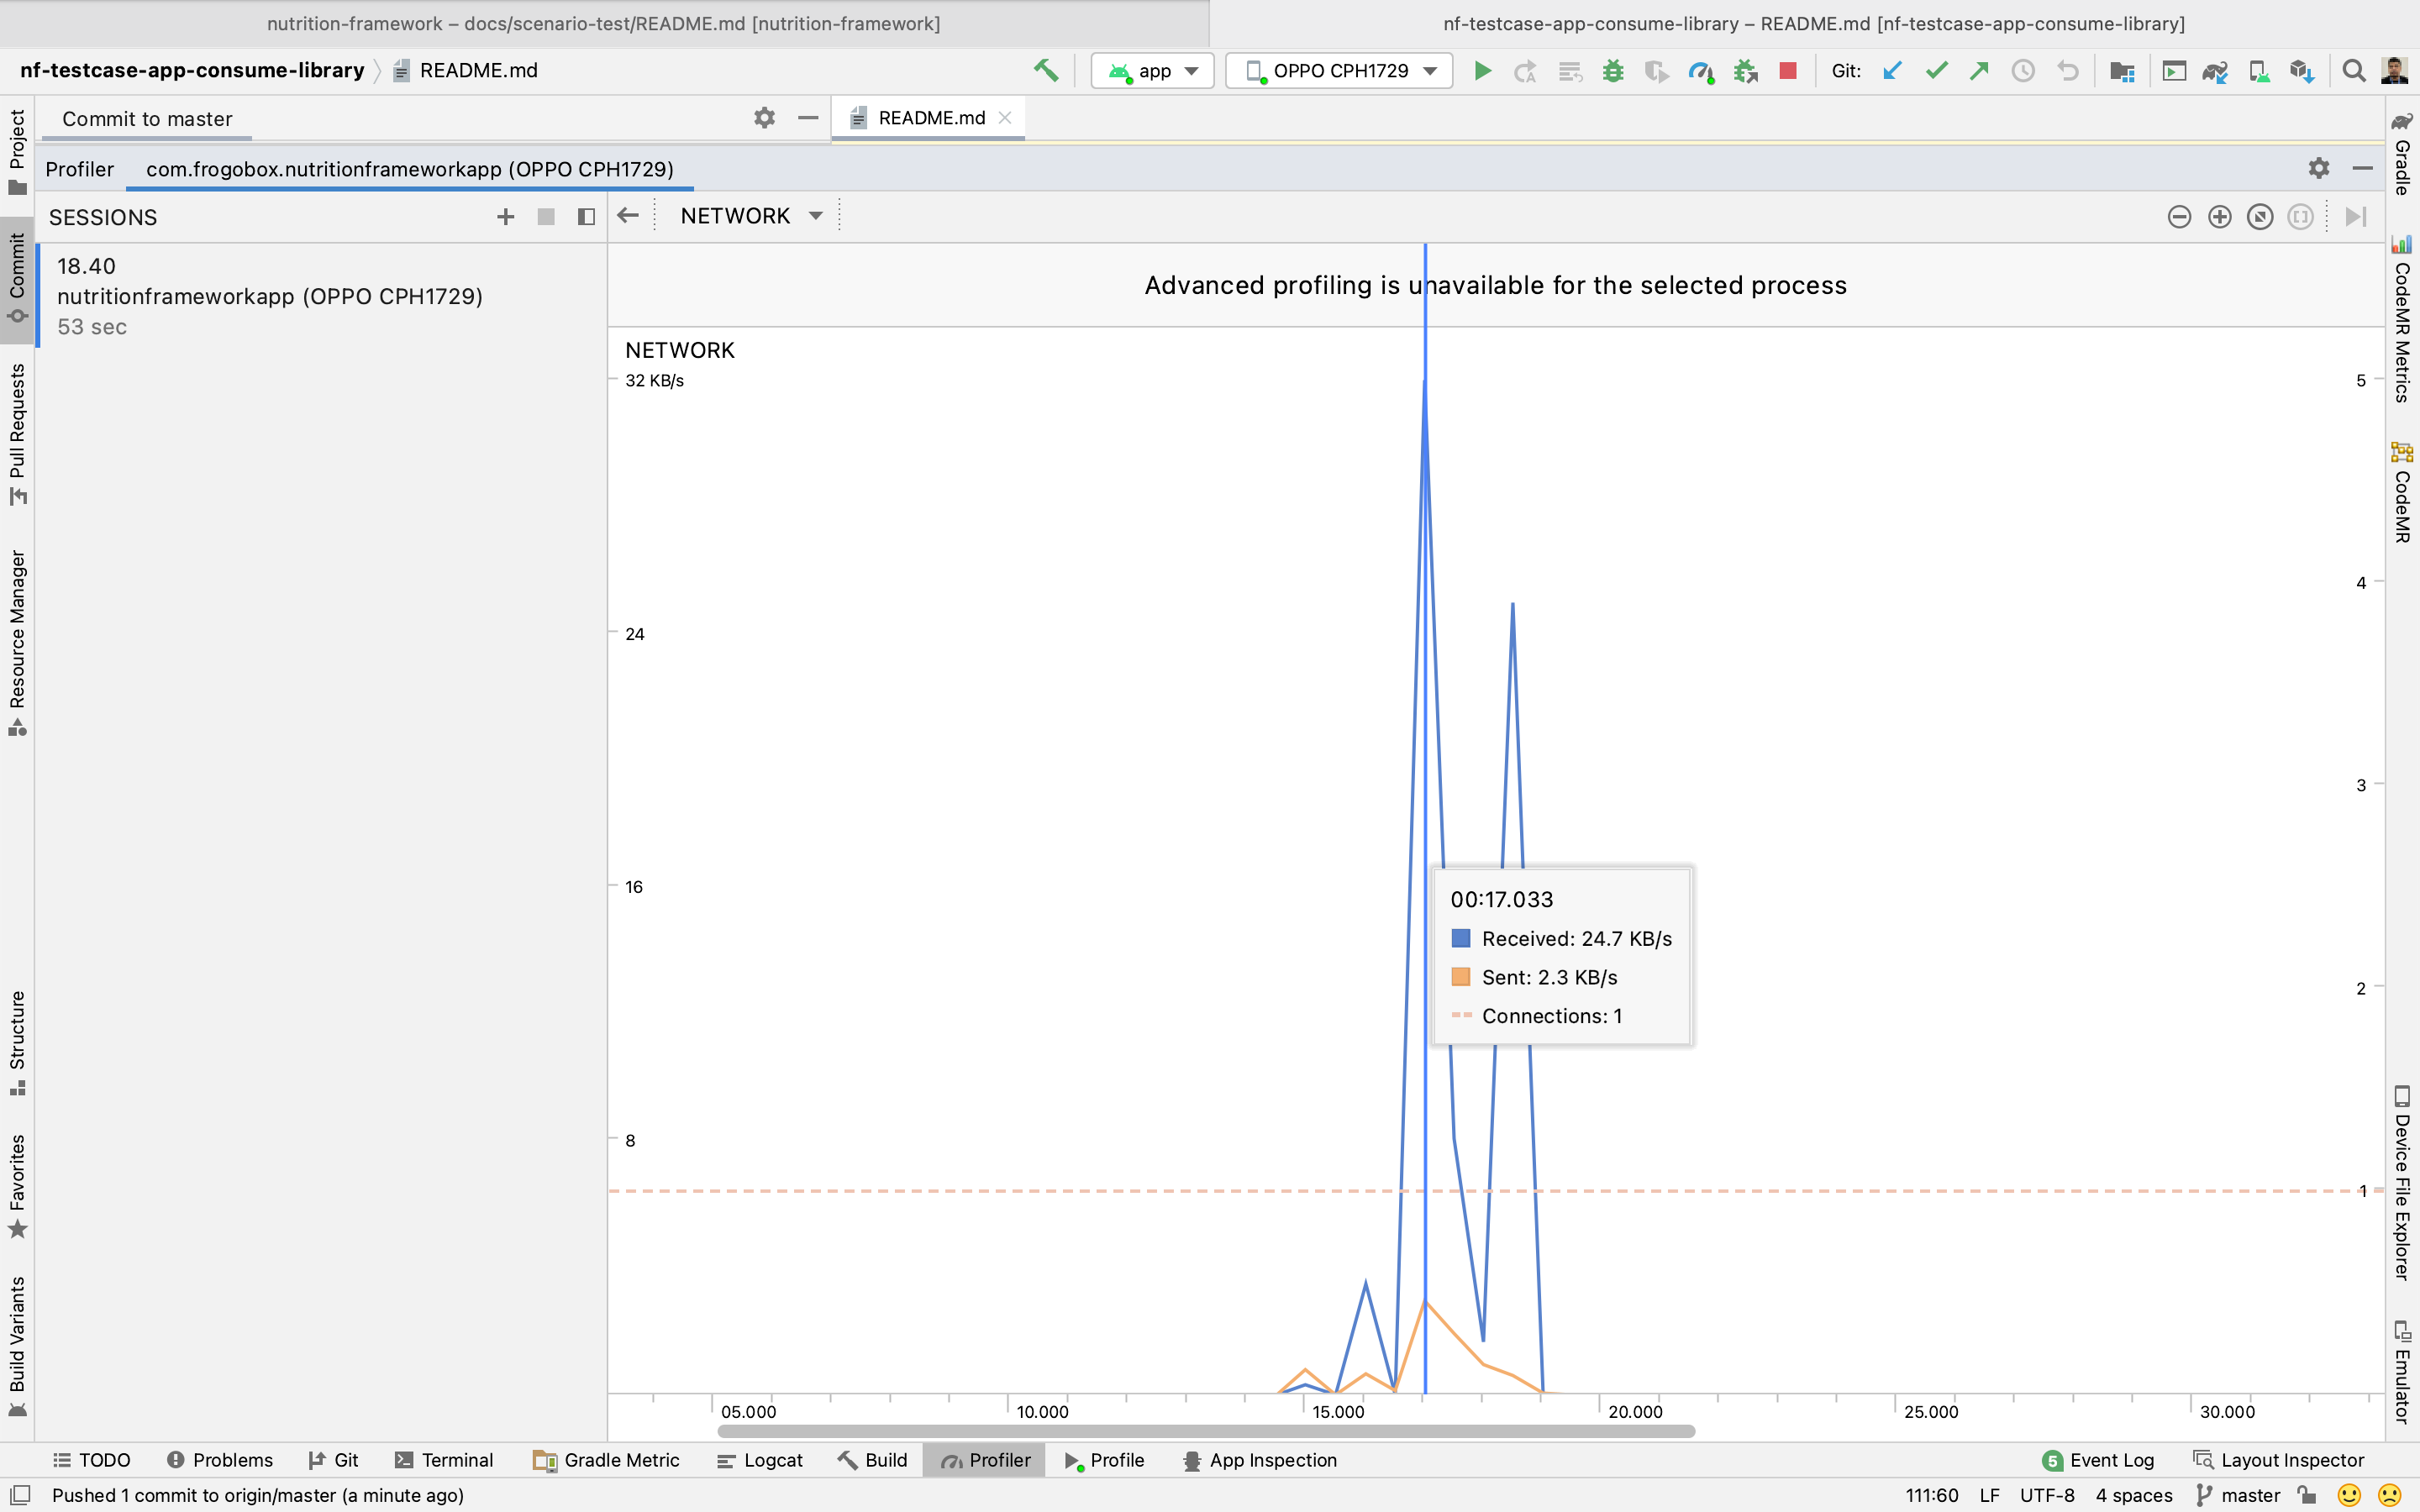 nutrition-framework – docs/scenario-test/README.md [nutrition-framework]
nf-testcase-app-consume-library – README.md [nf-testcase-app-consume-library]
nf-testcase-app-consume-library
README.md
app
OPPO CPH1729
Git:
Commit to master
README.md
Profiler
com.frogobox.nutritionframeworkapp (OPPO CPH1729)
SESSIONS
NETWORK
18.40
nutritionframeworkapp (OPPO CPH1729)
53 sec
Advanced profiling is unavailable for the selected process
NETWORK
32 KB/s
24
16
8
5
4
3
2
1
00:17.033
Received: 24.7 KB/s
Sent: 2.3 KB/s
Connections: 1
05.000
10.000
15.000
20.000
25.000
30.000
Project
Commit
Pull Requests
Resource Manager
Structure
Favorites
Build Variants
Gradle
CodeMR Metrics
CodeMR
Device File Explorer
Emulator
TODO
Problems
Git
Terminal
Gradle Metric
Logcat
Build
Profiler
Profile
App Inspection
5
Event Log
Layout Inspector
Pushed 1 commit to origin/master (a minute ago)
111:60
LF
UTF-8
4 spaces
master